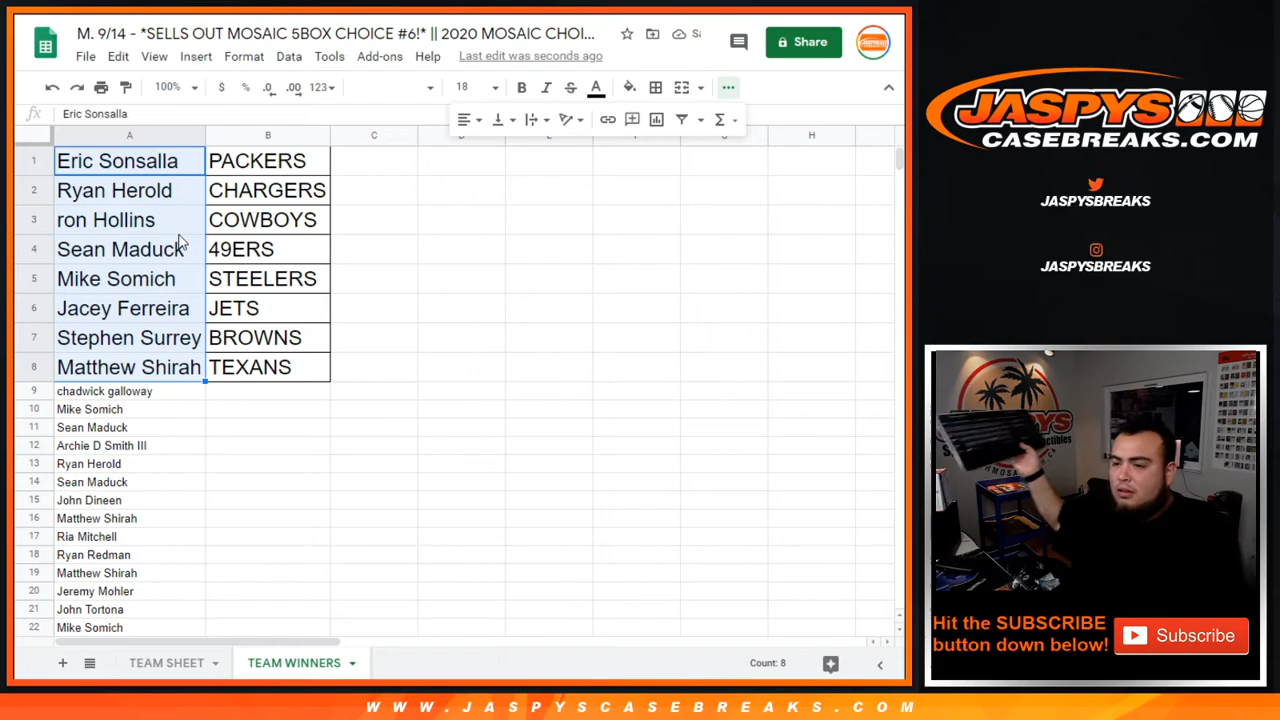 M. 9/14 - *SELLS OUT MOSAIC 5BOX CHOICE #6!* || 2020 MOSAIC CHOI...
File Edit View Insert Format Data Tools Add-ons Help Last edit was seconds ago
Share
100% $ % .0 .00 123 18 B I S A
fx Eric Sonsalla
A B C H
1 Eric Sonsalla PACKERS
2 Ryan Herold CHARGERS
3 ron Hollins COWBOYS
4 Sean Maduck 49ERS
5 Mike Somich STEELERS
6 Jacey Ferreira JETS
7 Stephen Surrey BROWNS
8 Matthew Shirah TEXANS
9 chadwick galloway
10 Mike Somich
11 Sean Maduck
12 Archie D Smith III
13 Ryan Herold
14 Sean Maduck
15 John Dineen
16 Matthew Shirah
17 Ria Mitchell
18 Ryan Redman
19 Matthew Shirah
20 Jeremy Mohler
21 John Tortona
22 Mike Somich
TEAM SHEET TEAM WINNERS Count: 8
JASPYS
CASEBREAKS.COM
JASPYSBREAKS
JASPYSBREAKS
Hit the SUBSCRIBE
button down below!
Subscribe
WWW.JASPYSCASEBREAKS.COM